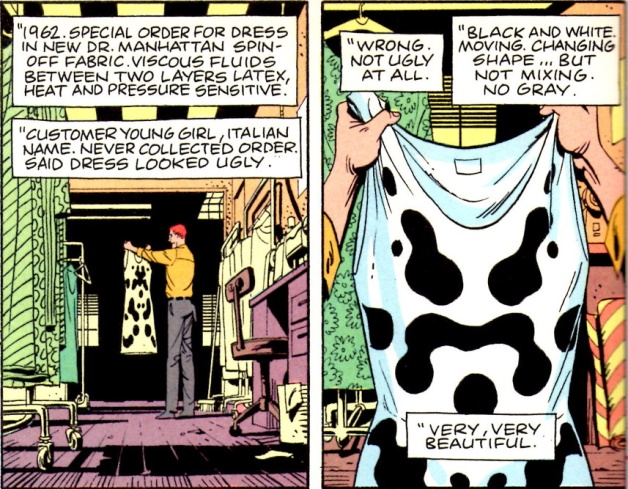 "1962. SPECIAL ORDER FOR DRESS
IN NEW DR. MANHATTAN SPIN-
OFF FABRIC. VISCOUS FLUIDS
BETWEEN TWO LAYERS LATEX,
HEAT AND PRESSURE SENSITIVE.
"CUSTOMER YOUNG GIRL, ITALIAN
NAME. NEVER COLLECTED ORDER.
SAID DRESS LOOKED UGLY.
"WRONG.
NOT UGLY
AT ALL.
"BLACK AND WHITE.
MOVING. CHANGING
SHAPE... BUT
NOT MIXING.
NO GRAY.
"VERY, VERY
BEAUTIFUL.